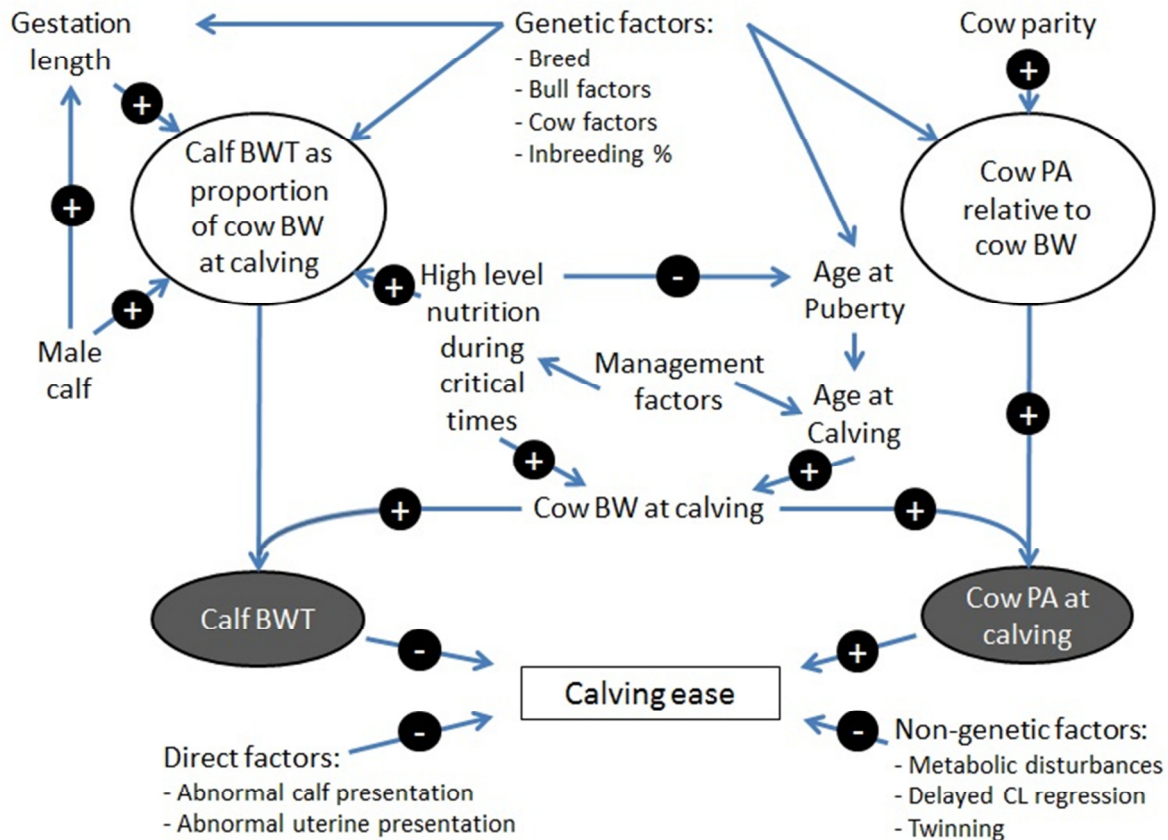 Gestation
length
Genetic factors:
- Breed
- Bull factors
- Cow factors
- Inbreeding %
Cow parity
+
+
Calf BWT as
proportion
of cow BW
at calving
Cow PA
relative to
cow BW
+
+
Male
calf
+
High level
nutrition
during
critical
times
-
Age at
Puberty
Management
factors
Age at
Calving
+
+
+
+
Cow BW at calving
+
Calf BWT
Cow PA at
calving
-
+
Calving ease
-
-
Direct factors:
- Abnormal calf presentation
- Abnormal uterine presentation
Non-genetic factors:
- Metabolic disturbances
- Delayed CL regression
- Twinning